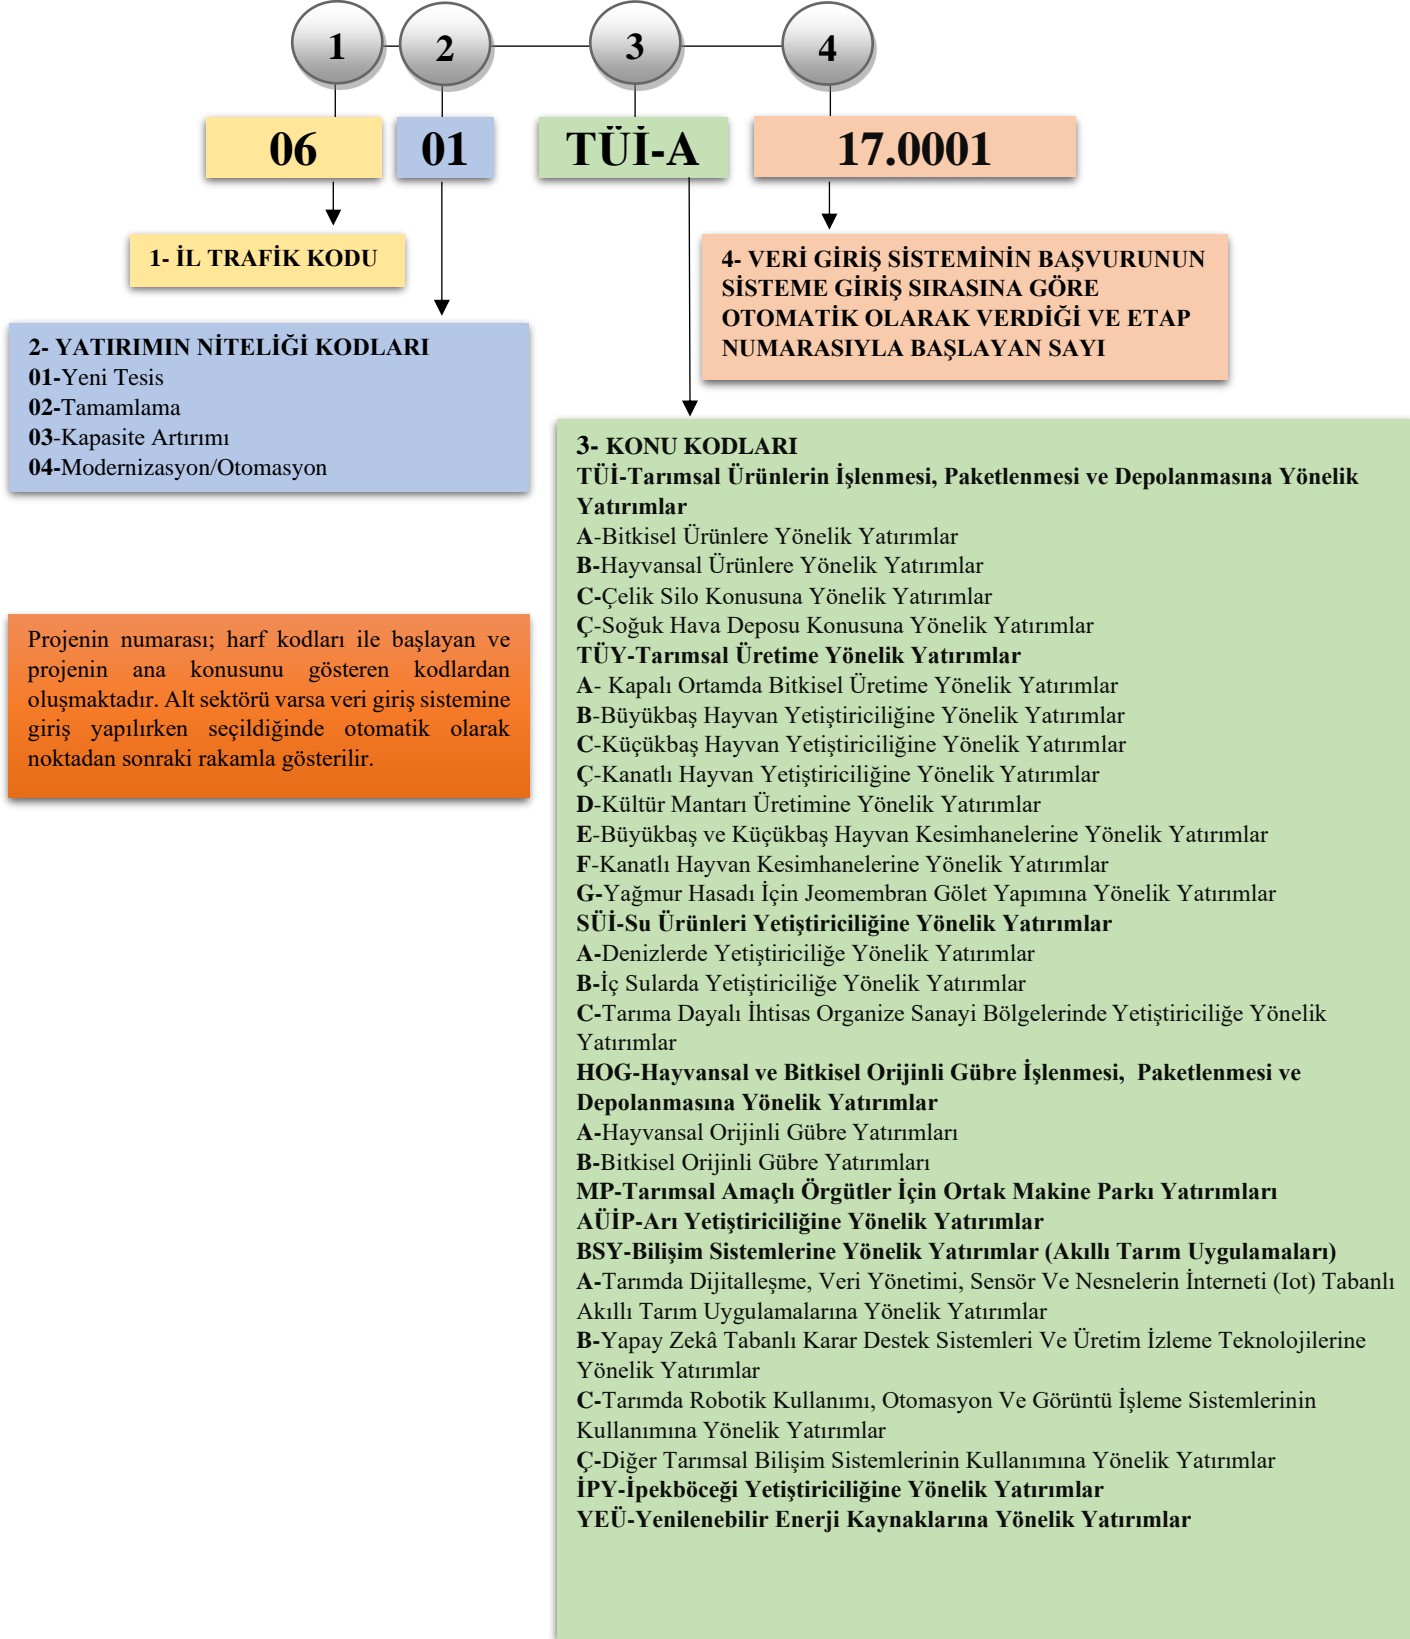 1 2 3 4
06 01 TÜİ-A 17.0001
1- İL TRAFİK KODU
2- YATIRIMIN NİTELİĞİ KODLARI
01-Yeni Tesis
02-Tamamlama
03-Kapasite Artırımı
04-Modernizasyon/Otomasyon
Projenin numarası; harf kodları ile başlayan ve
projenin ana konusunu gösteren kodlardan
oluşmaktadır. Alt sektörü varsa veri giriş sistemine
giriş yapılırken seçildiğinde otomatik olarak
noktadan sonraki rakamla gösterilir.
4- VERİ GİRİŞ SİSTEMİNİN BAŞVURUNUN
SİSTEME GİRİŞ SIRASINA GÖRE
OTOMATİK OLARAK VERDİĞİ VE ETAP
NUMARASIYLA BAŞLAYAN SAYI
3- KONU KODLARI
TÜİ-Tarımsal Ürünlerin İşlenmesi, Paketlenmesi ve Depolanmasına Yönelik
Yatırımlar
A-Bitkisel Ürünlere Yönelik Yatırımlar
B-Hayvansal Ürünlere Yönelik Yatırımlar
C-Çelik Silo Konusuna Yönelik Yatırımlar
Ç-Soğuk Hava Deposu Konusuna Yönelik Yatırımlar
TÜY-Tarımsal Üretime Yönelik Yatırımlar
A- Kapalı Ortamda Bitkisel Üretime Yönelik Yatırımlar
B-Büyükbaş Hayvan Yetiştiriciliğine Yönelik Yatırımlar
C-Küçükbaş Hayvan Yetiştiriciliğine Yönelik Yatırımlar
Ç-Kanatlı Hayvan Yetiştiriciliğine Yönelik Yatırımlar
D-Kültür Mantarı Üretimine Yönelik Yatırımlar
E-Büyükbaş ve Küçükbaş Hayvan Kesimhanelerine Yönelik Yatırımlar
F-Kanatlı Hayvan Kesimhanelerine Yönelik Yatırımlar
G-Yağmur Hasadı İçin Jeomembran Gölet Yapımına Yönelik Yatırımlar
SÜİ-Su Ürünleri Yetiştiriciliğine Yönelik Yatırımlar
A-Denizlerde Yetiştiriciliğe Yönelik Yatırımlar
B-İç Sularda Yetiştiriciliğe Yönelik Yatırımlar
C-Tarıma Dayalı İhtisas Organize Sanayi Bölgelerinde Yetiştiriciliğe Yönelik
Yatırımlar
HOG-Hayvansal ve Bitkisel Orijinli Gübre İşlenmesi, Paketlenmesi ve
Depolanmasına Yönelik Yatırımlar
A-Hayvansal Orijinli Gübre Yatırımları
B-Bitkisel Orijinli Gübre Yatırımları
MP-Tarımsal Amaçlı Örgütler İçin Ortak Makine Parkı Yatırımları
AÜİP-Arı Yetiştiriciliğine Yönelik Yatırımlar
BSY-Bilişim Sistemlerine Yönelik Yatırımlar (Akıllı Tarım Uygulamaları)
A-Tarımda Dijitalleşme, Veri Yönetimi, Sensör Ve Nesnelerin İnterneti (Iot) Tabanlı
Akıllı Tarım Uygulamalarına Yönelik Yatırımlar
B-Yapay Zekâ Tabanlı Karar Destek Sistemleri Ve Üretim İzleme Teknolojilerine
Yönelik Yatırımlar
C-Tarımda Robotik Kullanımı, Otomasyon Ve Görüntü İşleme Sistemlerinin
Kullanımına Yönelik Yatırımlar
Ç-Diğer Tarımsal Bilişim Sistemlerinin Kullanımına Yönelik Yatırımlar
İPY-İpekböceği Yetiştiriciliğine Yönelik Yatırımlar
YEÜ-Yenilenebilir Enerji Kaynaklarına Yönelik Yatırımlar